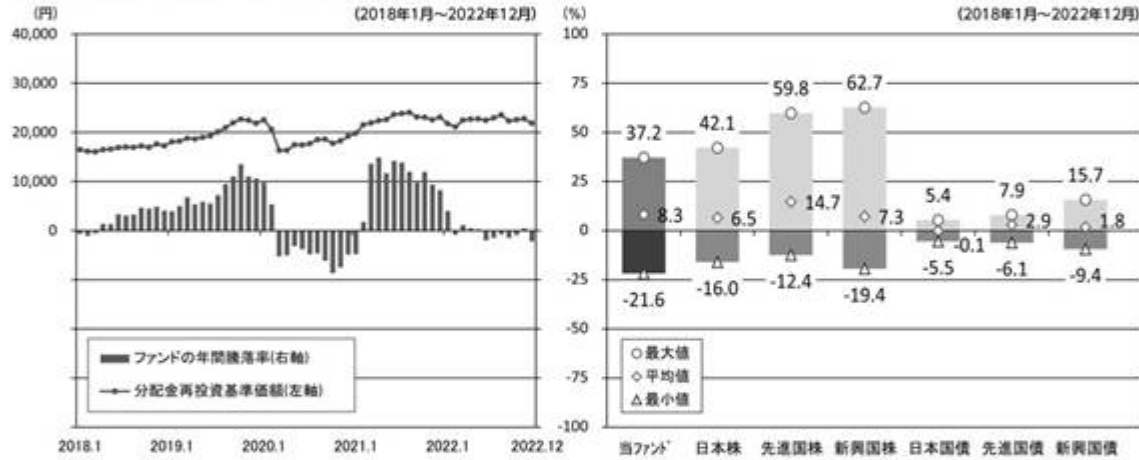 (円)
(2018年1月～2022年12月)
(%)
(2018年1月～2022年12月)
40,000
30,000
20,000
10,000
0
ファンドの年間騰落率(右軸)
分配金再投資基準価額(左軸)
2018.1
2019.1
2020.1
2021.1
2022.1
2022.12
100
75
50
25
0
-25
-50
-75
-100
37.2
42.1
59.8
62.7
5.4
7.9
15.7
8.3
6.5
14.7
7.3
-0.1
2.9
1.8
-21.6
-16.0
-12.4
-19.4
-5.5
-6.1
-9.4
最大値
平均値
最小値
当ファンド
日本株
先進国株
新興国株
日本国債
先進国債
新興国債